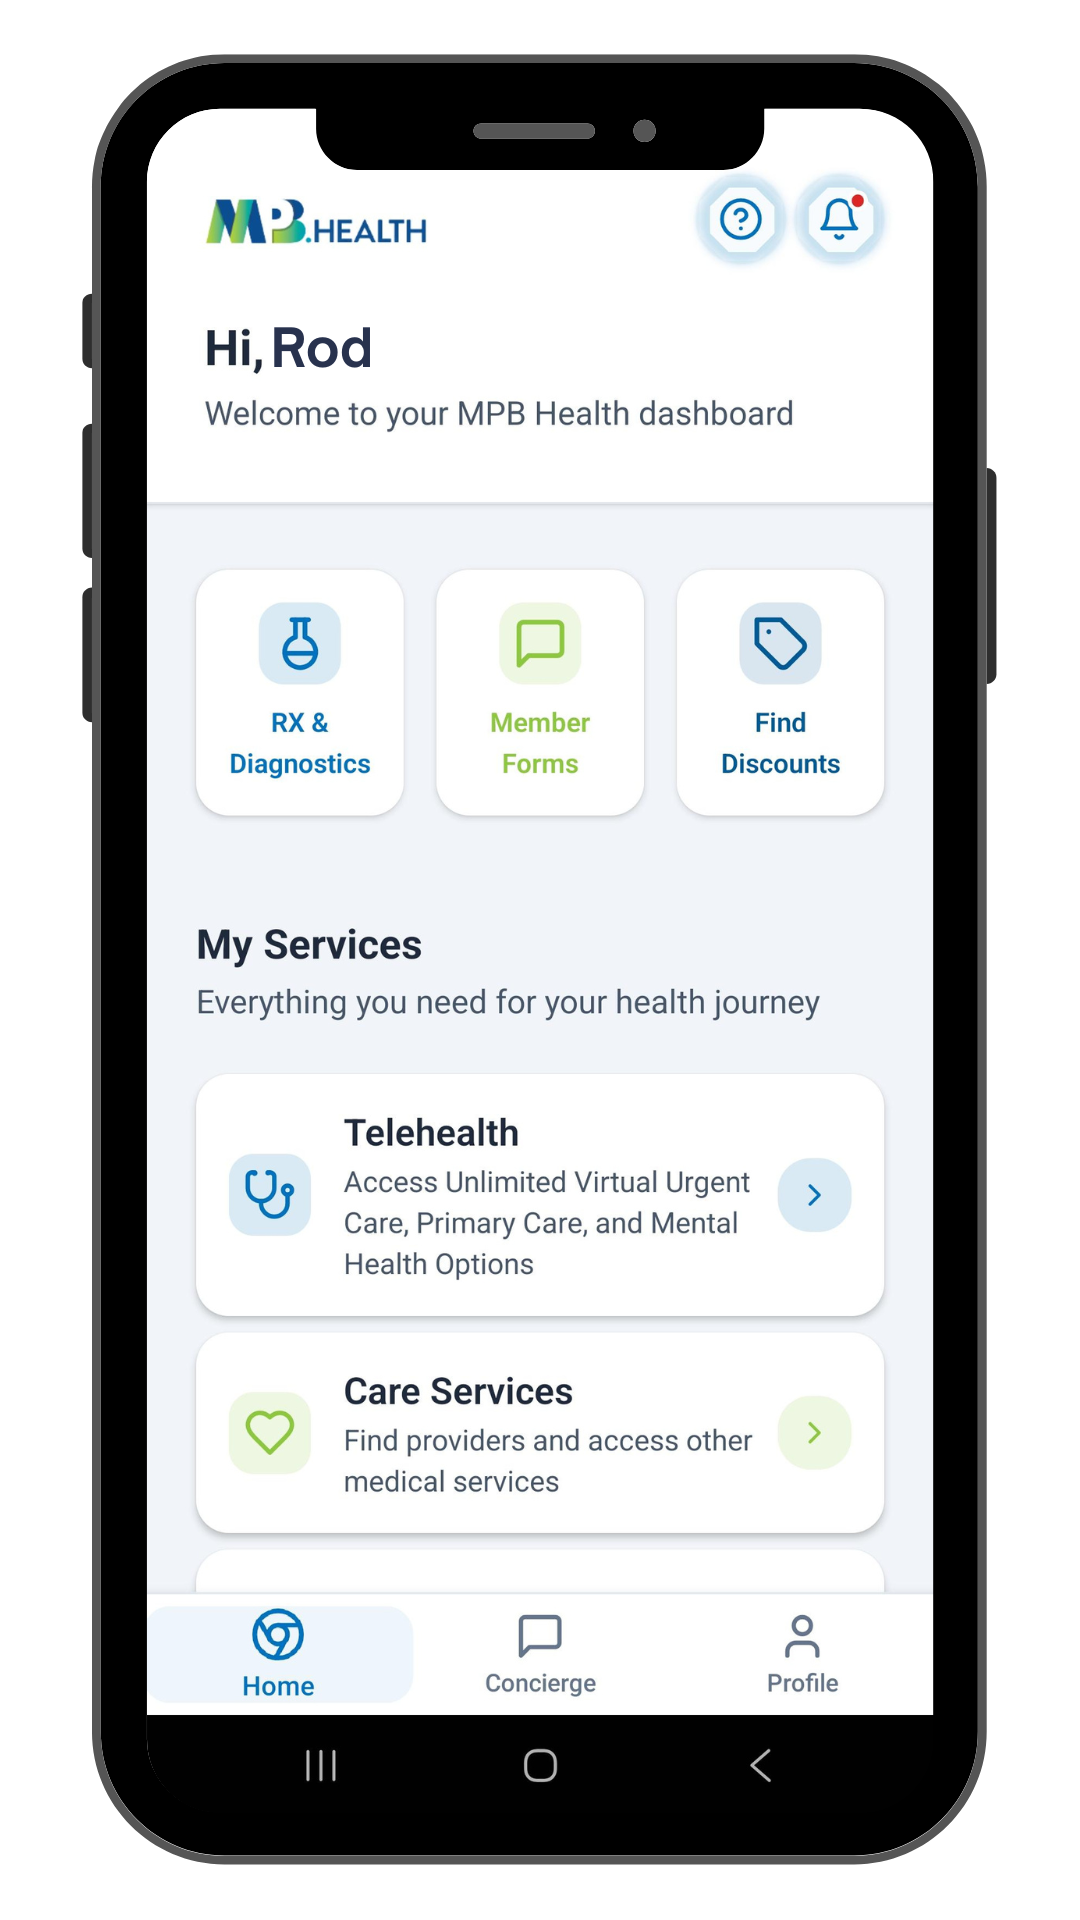 MPB.HEALTH
Hi, Rod
Welcome to your MPB Health dashboard
RX &
Diagnostics
Member
Forms
Find
Discounts
My Services
Everything you need for your health journey
Telehealth
Access Unlimited Virtual Urgent
Care, Primary Care, and Mental
Health Options
Care Services
Find providers and access other
medical services
Home
Concierge
Profile